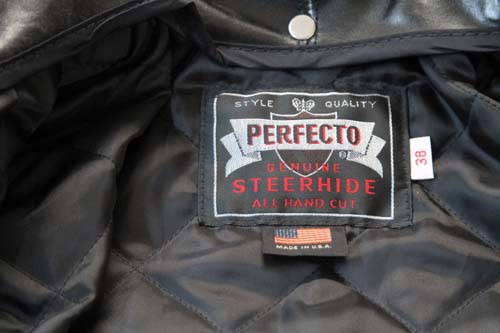 STYLE QUALITY
PERFECTO
®
GENUINE
STEERHIDE
ALL HAND CUT
38
MADE IN U.S.A.